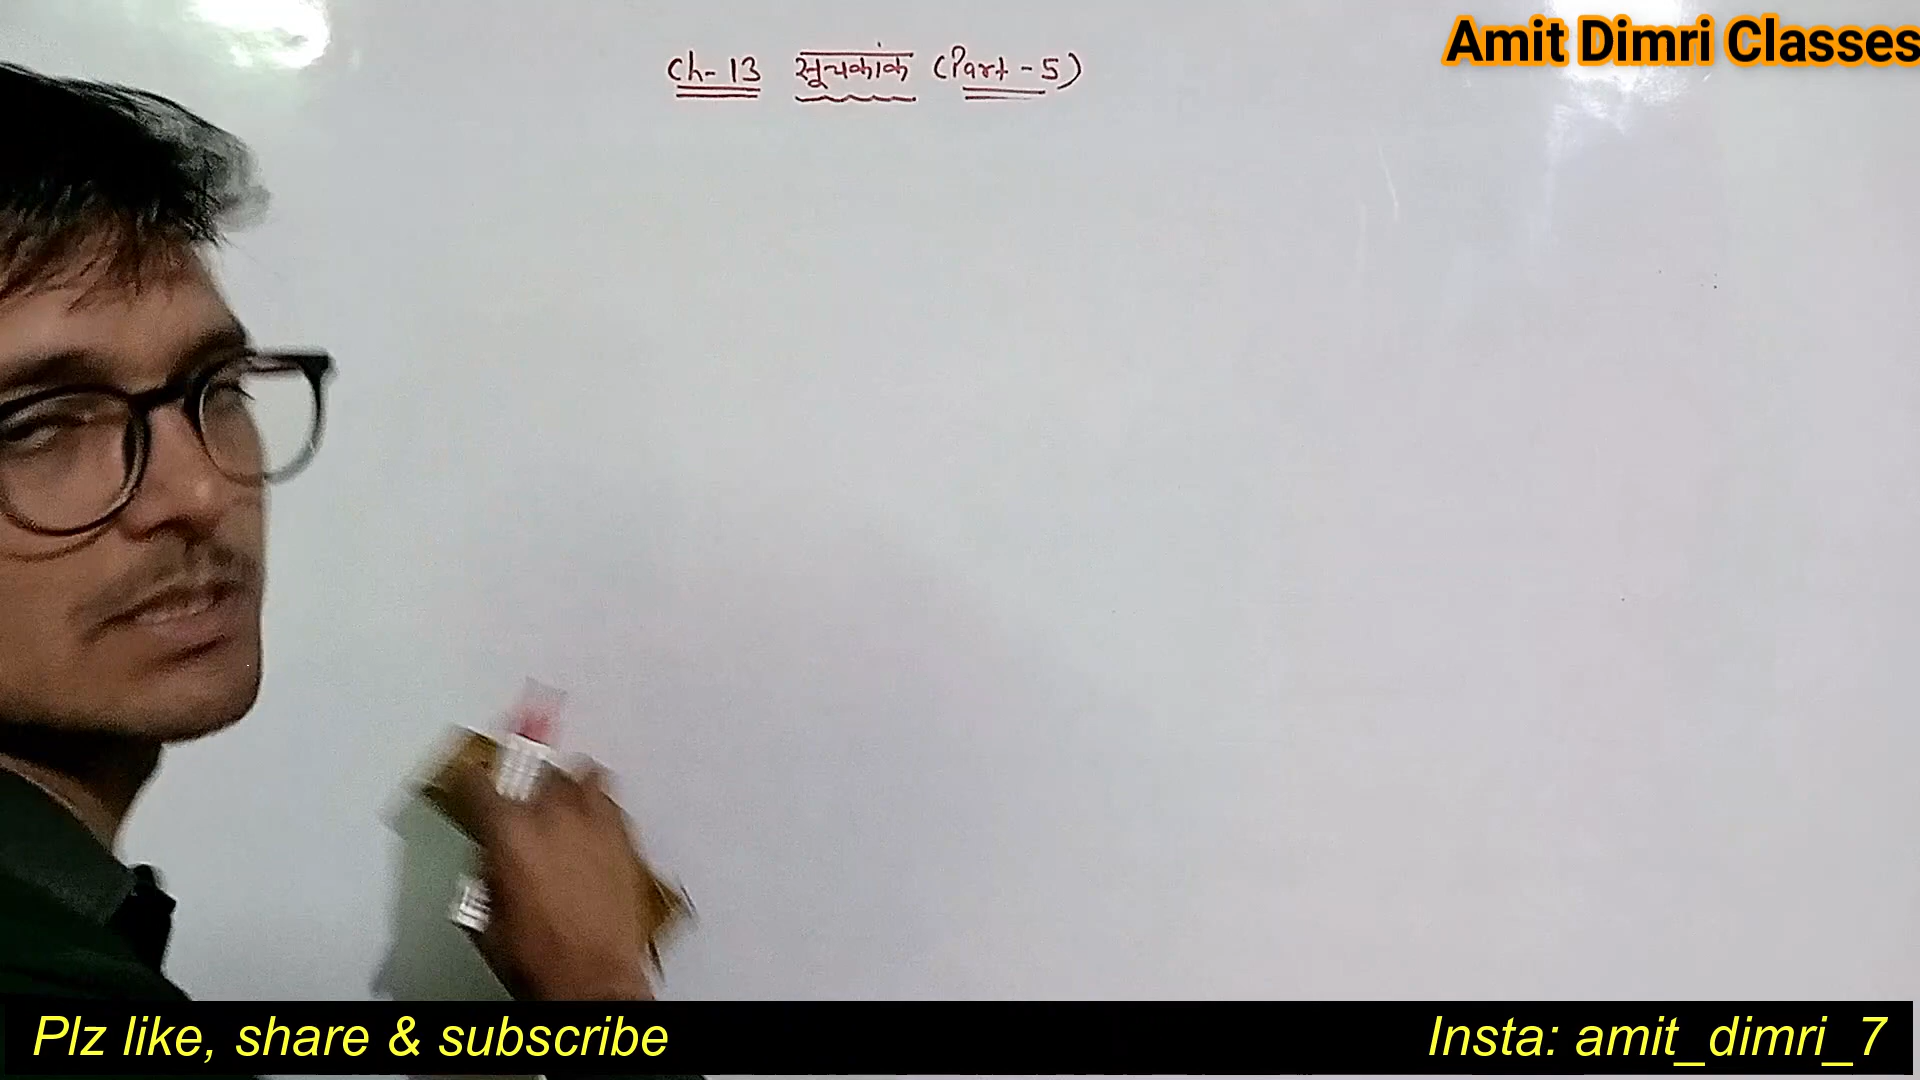 Amit Dimri Classes
Ch-13 सूचकांक (Part-5)
Plz like, share & subscribe
Insta: amit_dimri_7